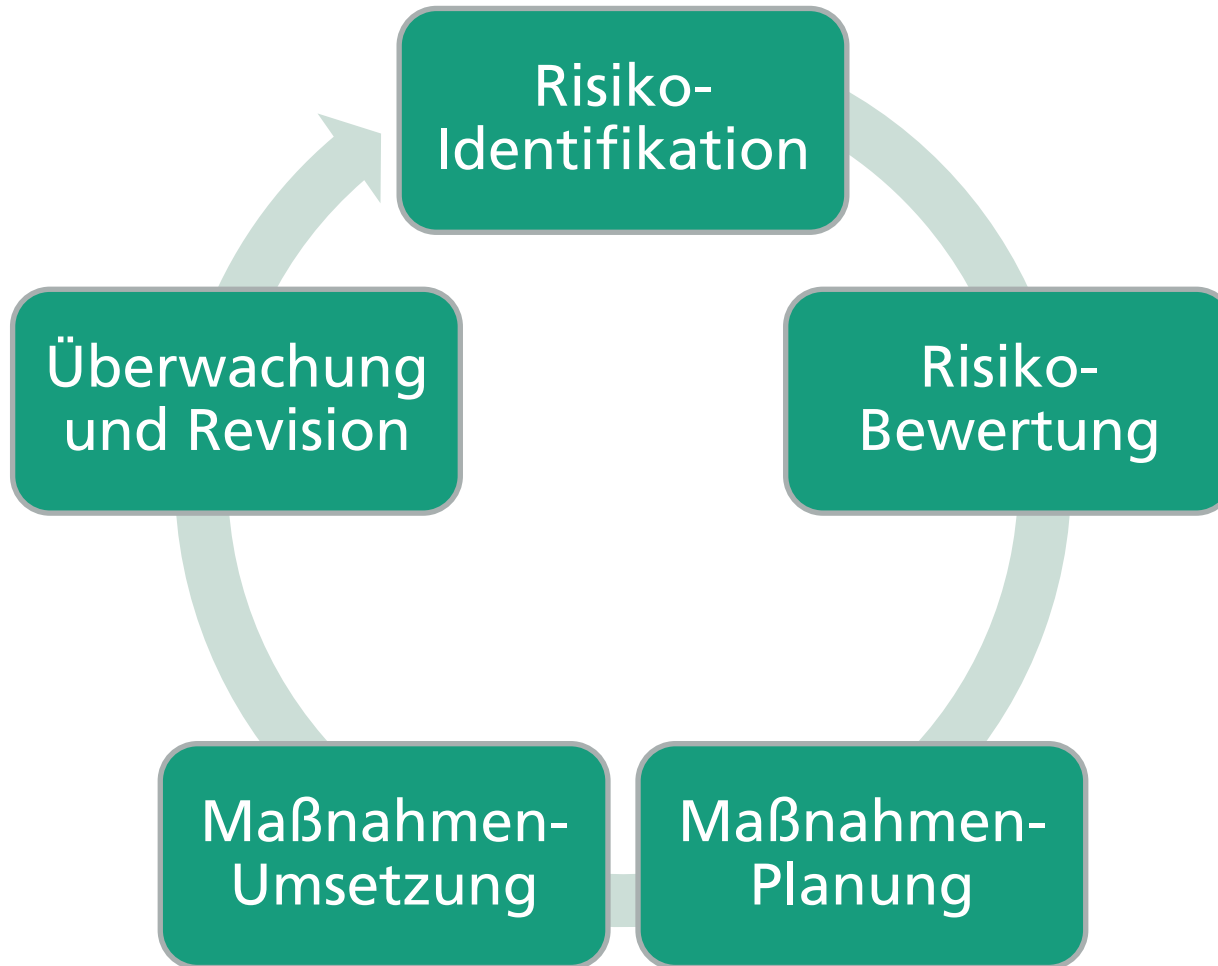 Risiko-
Identifikation
Risiko-
Bewertung
Maßnahmen-
Planung
Maßnahmen-
Umsetzung
Überwachung
und Revision